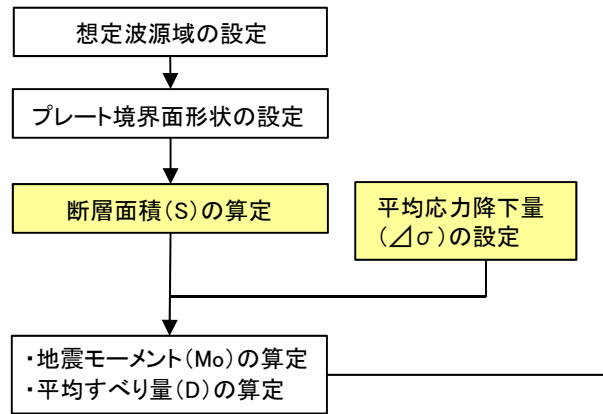 想定波源域の設定
プレート境界面形状の設定
断層面積(S)の算定
平均応力降下量
(⊿σ)の設定
・地震モーメント(Mo)の算定
・平均すべり量(D)の算定